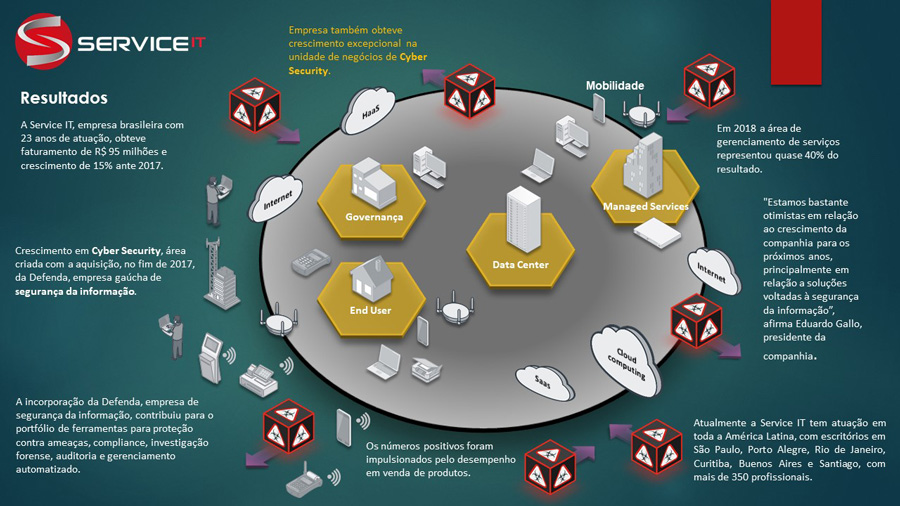 SERVICE IT
Resultados
A Service IT, empresa brasileira com
23 anos de atuação, obteve
faturamento de R$ 95 milhões e
crescimento de 15% ante 2017.
Empresa também obteve
crescimento excepcional na
unidade de negócios de Cyber
Security.
HaaS
Mobilidade
Em 2018 a área de
gerenciamento de serviços
representou quase 40% do
resultado.
Internet
Governança
Managed Services
Data Center
End User
Internet
Cloud
computing
Saas
Crescimento em Cyber Security, área
criada com a aquisição, no fim de 2017,
da Defenda, empresa gaúcha de
segurança da informação.
"Estamos bastante
otimistas em relação
ao crescimento da
companhia para os
próximos anos,
principalmente em
relação a soluções
voltadas à segurança
da informação”,
afirma Eduardo Gallo,
presidente da
companhia.
A incorporação da Defenda, empresa de
segurança da informação, contribuiu para o
portfólio de ferramentas para proteção
contra ameaças, compliance, investigação
forense, auditoria e gerenciamento
automatizado.
Os números positivos foram
impulsionados pelo desempenho
em venda de produtos.
Atualmente a Service IT tem atuação em
toda a América Latina, com escritórios em
São Paulo, Porto Alegre, Rio de Janeiro,
Curitiba, Buenos Aires e Santiago, com
mais de 350 profissionais.